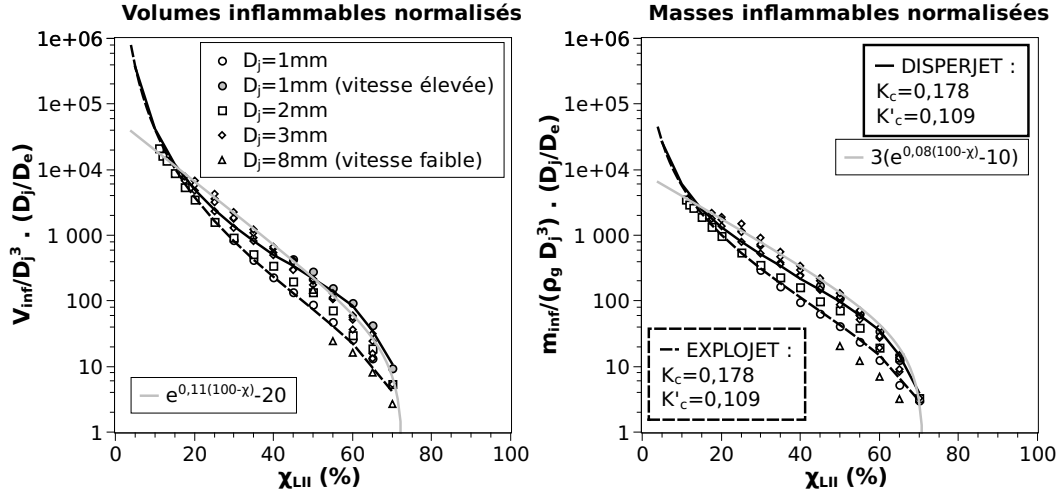 Volumes inflammables normalisés
V_inf/D_j^3 . (D_j/D_e)
1e+06
1e+05
1e+04
1 000
100
10
1
D_j=1mm
D_j=1mm (vitesse élevée)
D_j=2mm
D_j=3mm
D_j=8mm (vitesse faible)
e^0,11(100-χ)-20
0 20 40 60 80 100
χ_LII (%)
Masses inflammables normalisées
m_inf/(ρ_g D_j^3) . (D_j/D_e)
1e+06
1e+05
1e+04
1 000
100
10
1
DISPERJET :
K_c=0,178
K'_c=0,109
3(e^0,08(100-χ)-10)
EXPLOJET :
K_c=0,178
K'_c=0,109
0 20 40 60 80 100
χ_LII (%)